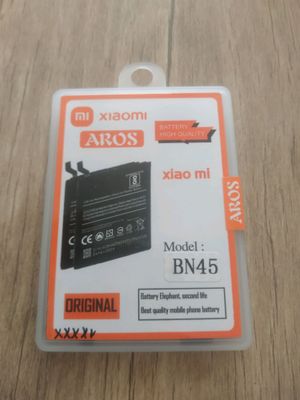 mi xiaomi
AROS
BATTERY
HIGH QUALITY
xiao mi
AROS
Model :
BN45
ORIGINAL
Battery Elephant, second life
Best quality mobile phone battery